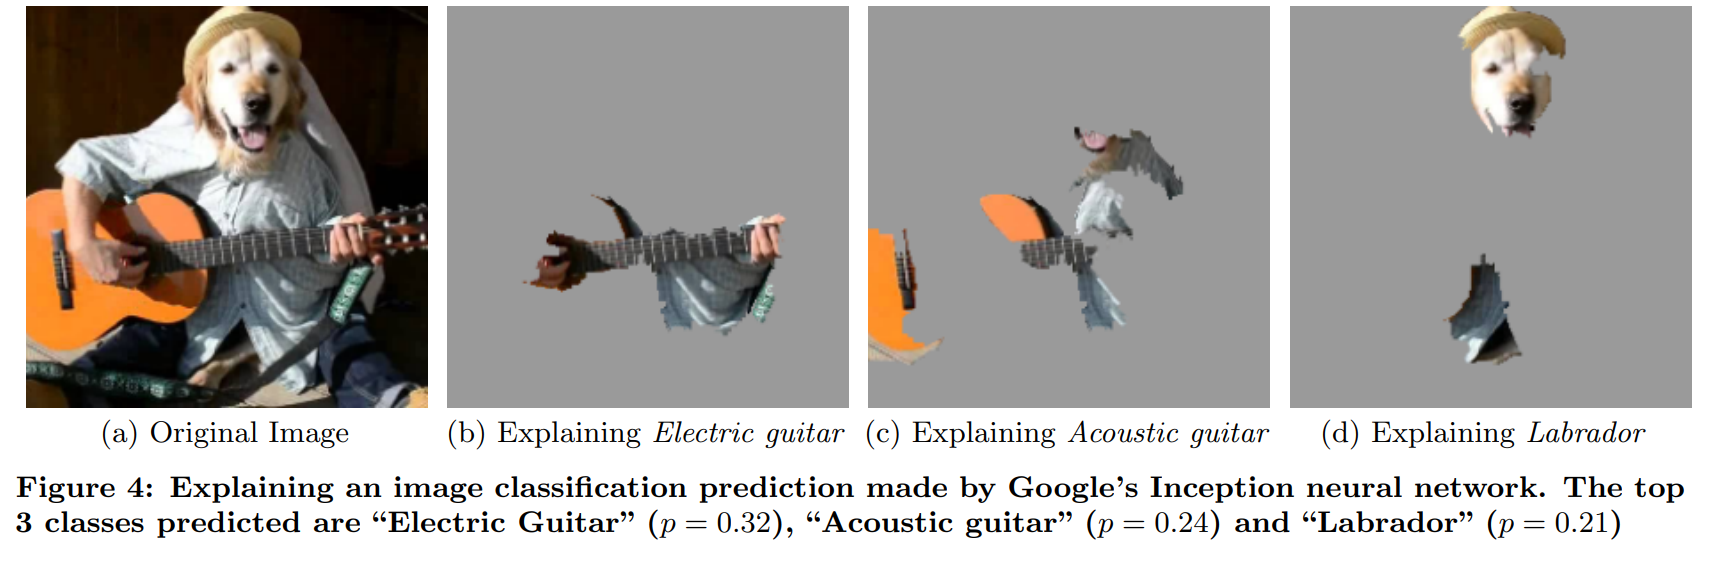 (a) Original Image
(b) Explaining Electric guitar
(c) Explaining Acoustic guitar
(d) Explaining Labrador
Figure 4: Explaining an image classification prediction made by Google’s Inception neural network. The top
3 classes predicted are “Electric Guitar” (p = 0.32), “Acoustic guitar” (p = 0.24) and “Labrador” (p = 0.21)